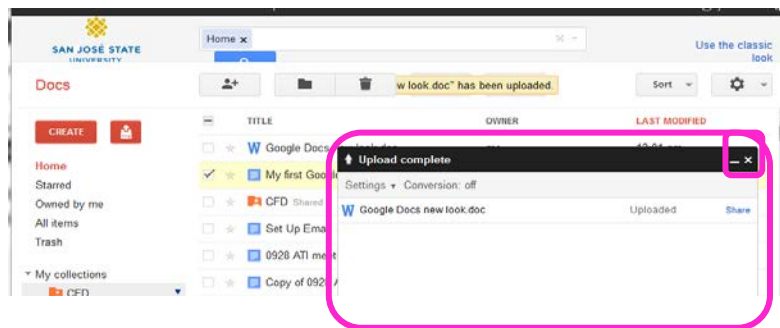 SAN JOSÉ STATE
UNIVERSITY
Home x
Use the classic
look
Docs
w look.doc" has been uploaded.
Sort
CREATE
TITLE
OWNER
LAST MODIFIED
Home
Starred
Owned by me
All items
Trash
My collections
CFD
W Google Docs
My first Goo
CFD Shared
Set Up Ema
0928 ATI meet
Copy of 0928
Upload complete
Settings Conversion: off
W Google Docs new look.doc Uploaded Share